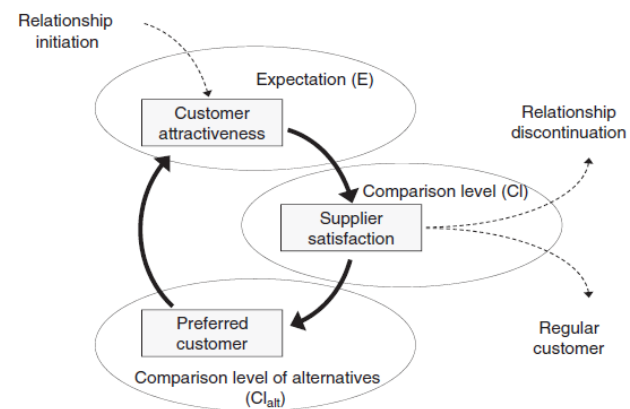 Relationship
initiation
Expectation (E)
Customer
attractiveness
Relationship
discontinuation
Comparison level (Cl)
Supplier
satisfaction
Preferred
customer
Regular
customer
Comparison level of alternatives
(Cl_alt)